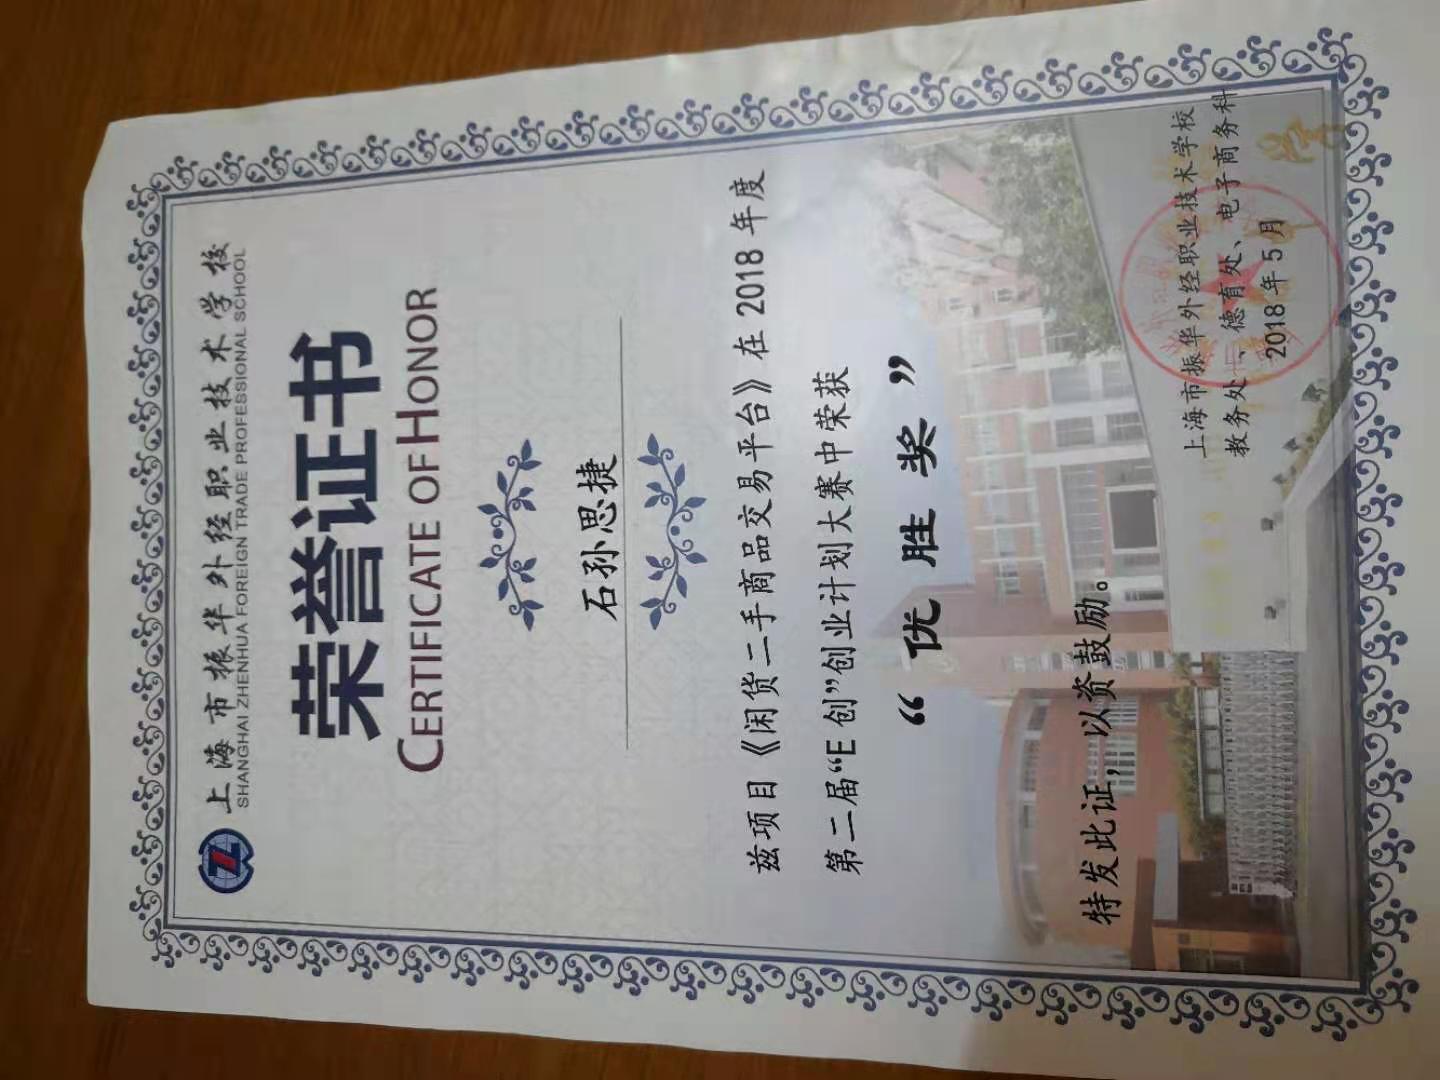 上海市振华外经职业技术学校
SHANGHAI ZHENHUA FOREIGN TRADE PROFESSIONAL SCHOOL
荣誉证书
CERTIFICATE OF HONOR
石孙思捷
兹项目《闲货二手商品交易平台》在 2018 年度
第二届“E 创”创业计划大赛中荣获
“优胜奖”
特发此证，以资鼓励。
上海市振华外经职业技术学校
教务处、德育处、电子商务科
2018年5月